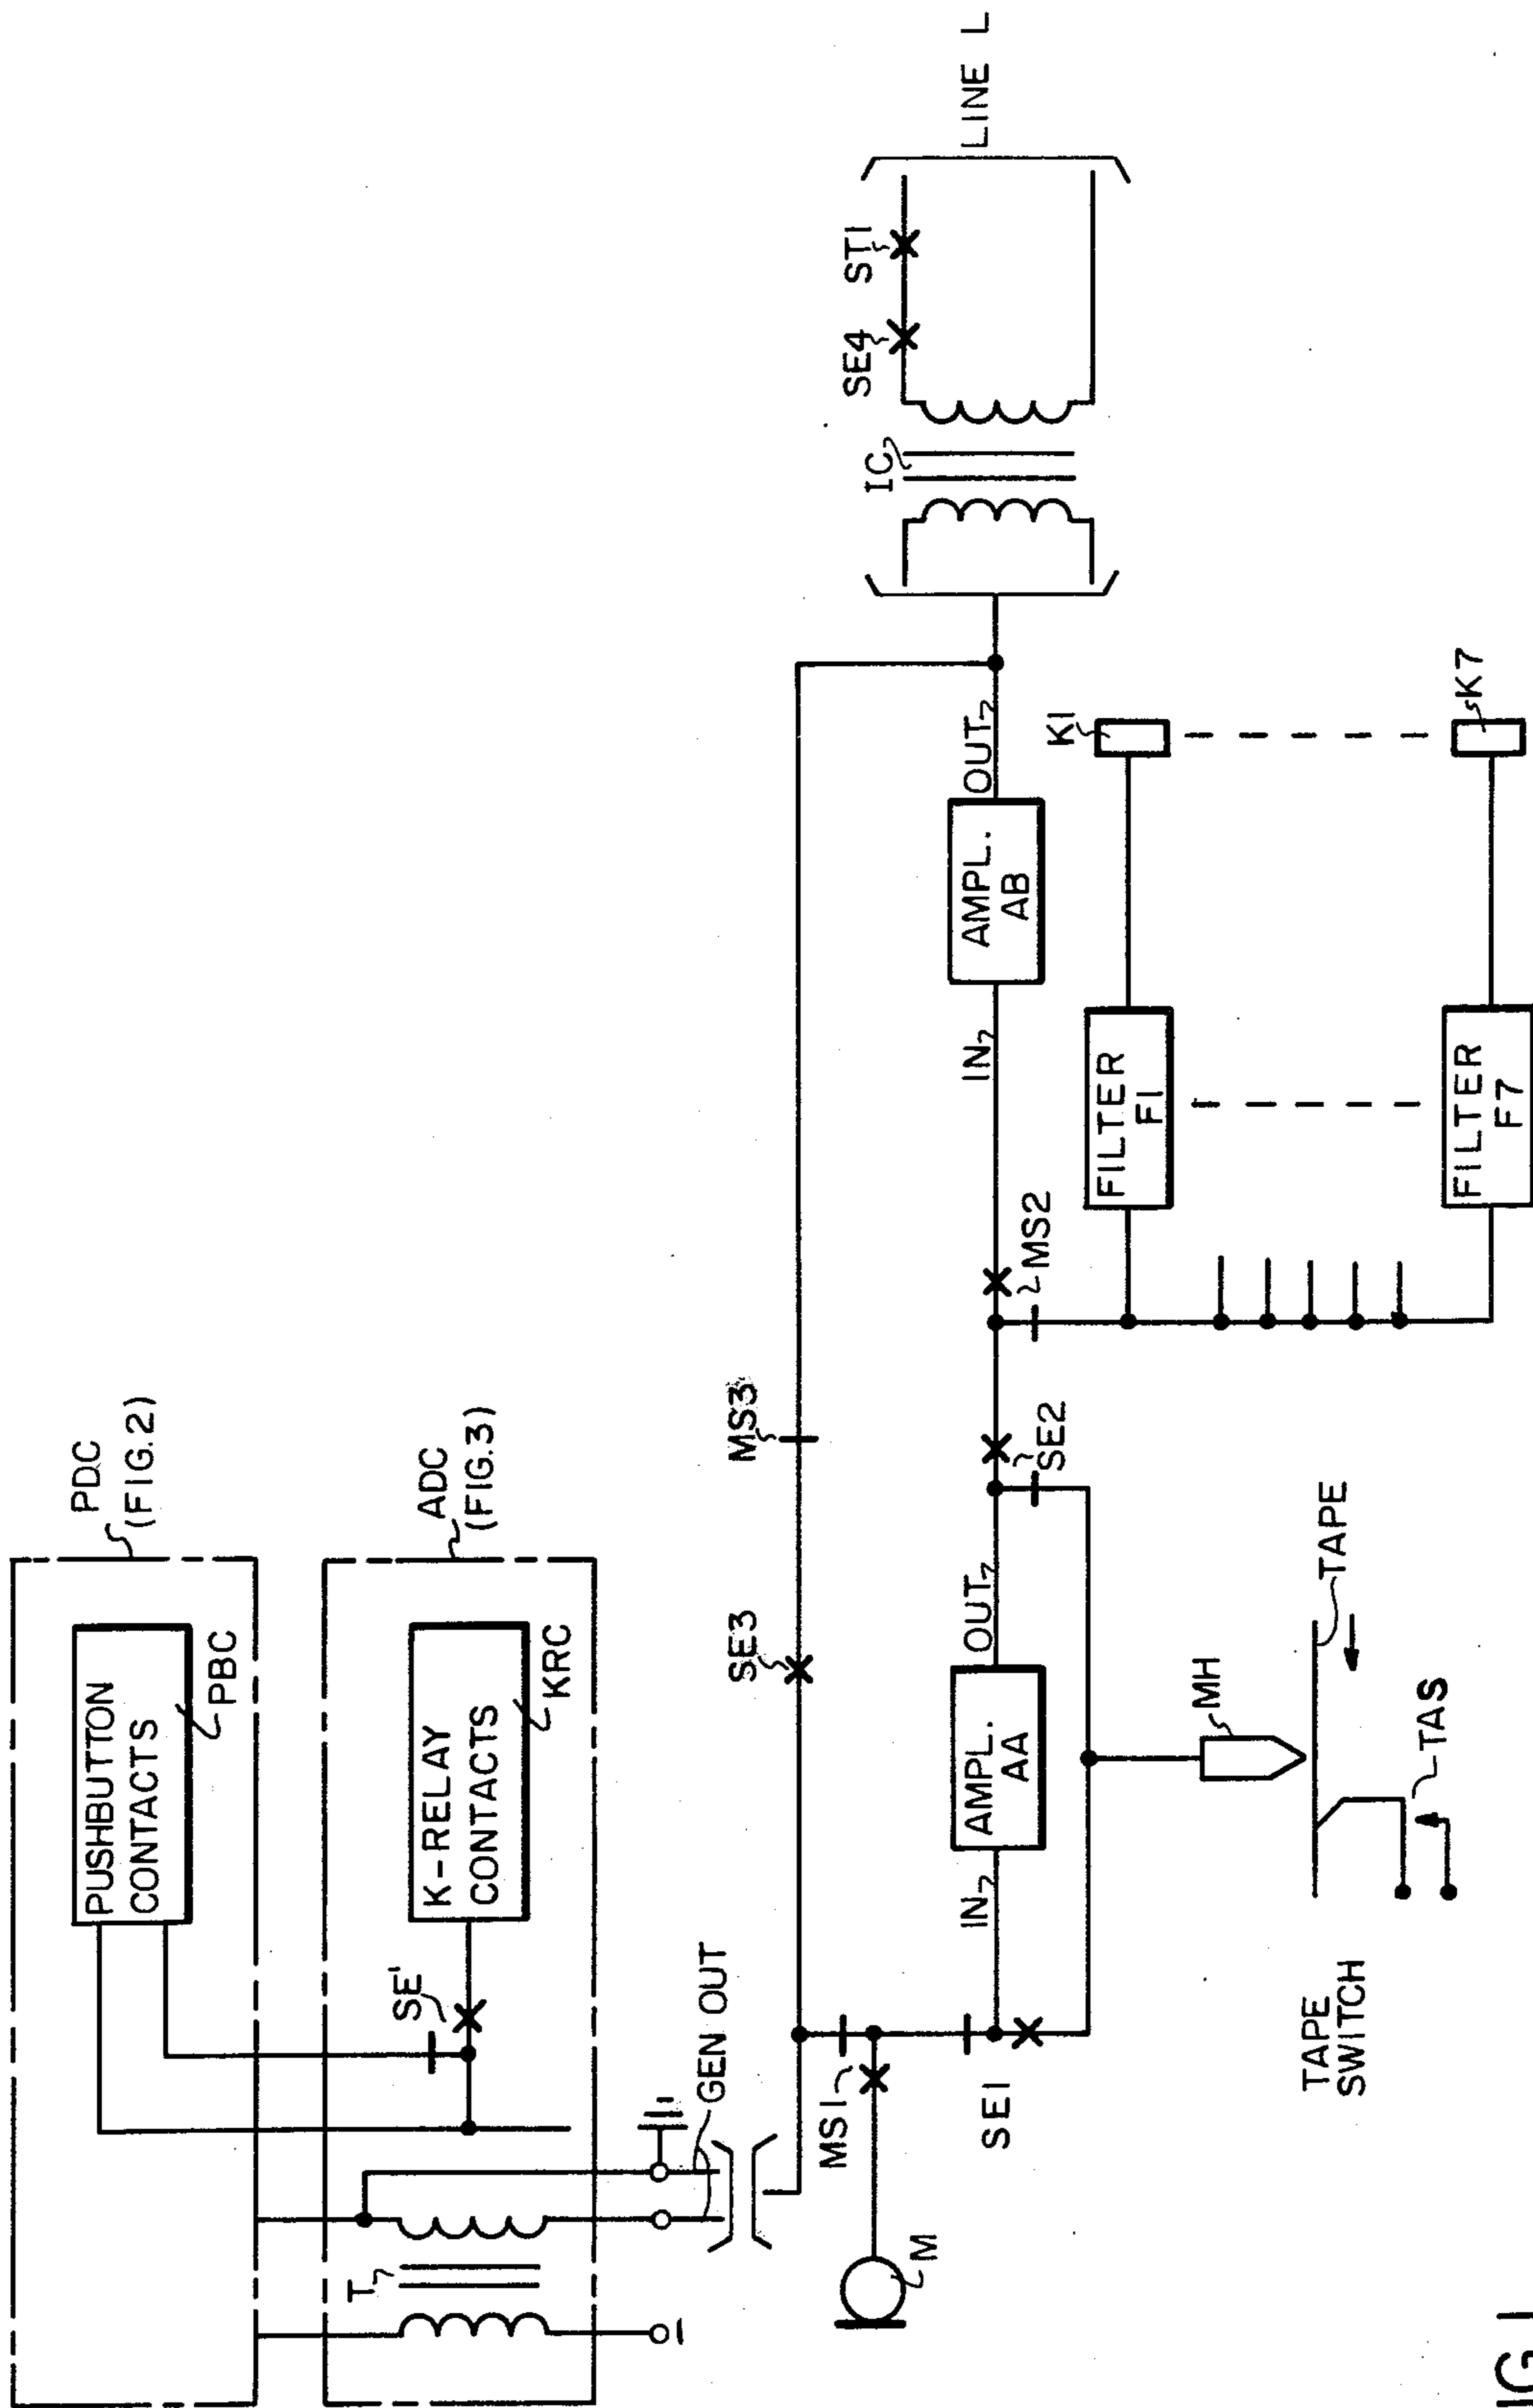 PDC
(FIG.2)
PUSHBUTTON
CONTACTS
PBC
ADC
(FIG.3)
K-RELAY
CONTACTS
KRC
SE'
T
GEN OUT
MS3
SE3
LINE L
ST1
SE4
IC
MS1
M
SE1
IN
AMPL.
AA
OUT
SE2
MS2
IN
AMPL.
AB
OUT
K1
FILTER
F1
K7
FILTER
F7
MH
TAPE
TAS
TAPE
SWITCH